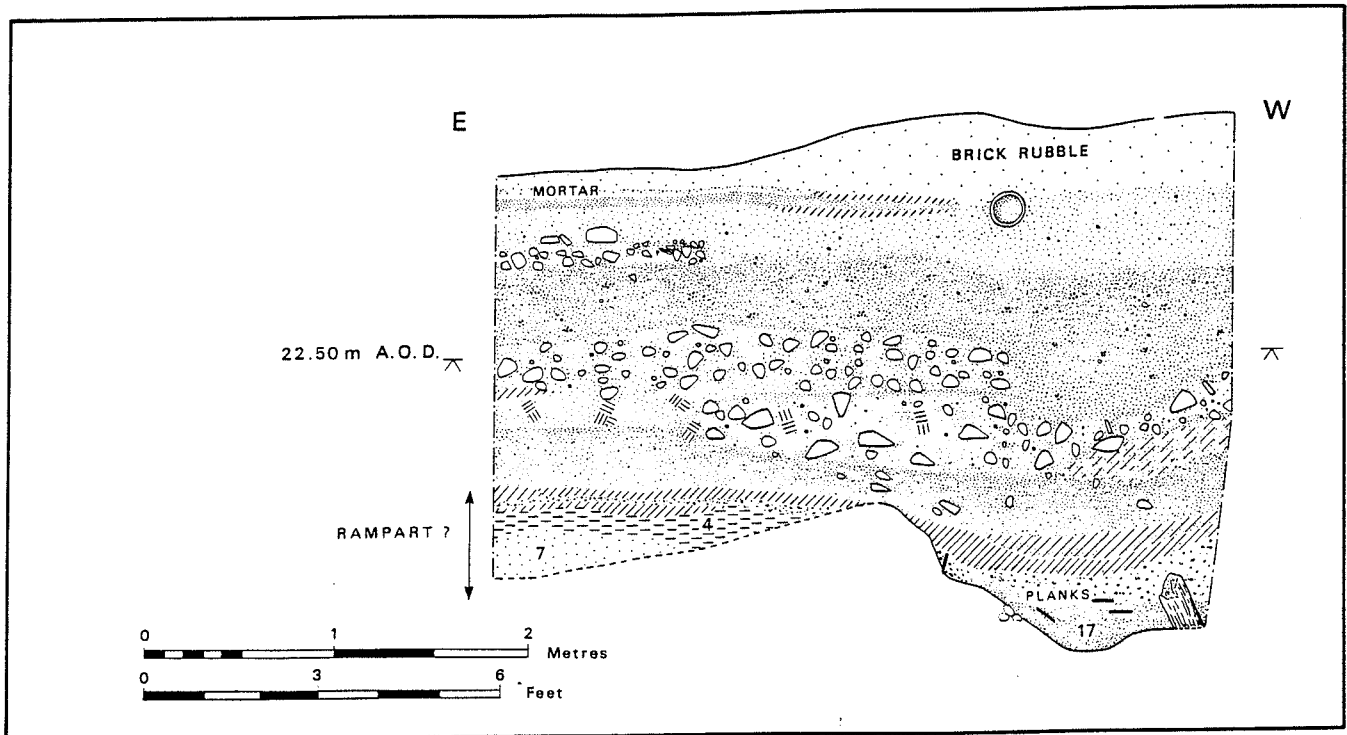 E
W
BRICK RUBBLE
MORTAR
22.50 m A.O.D.
RAMPART ?
4
7
PLANKS
17
0 1 2
Metres
0 3 6
Feet